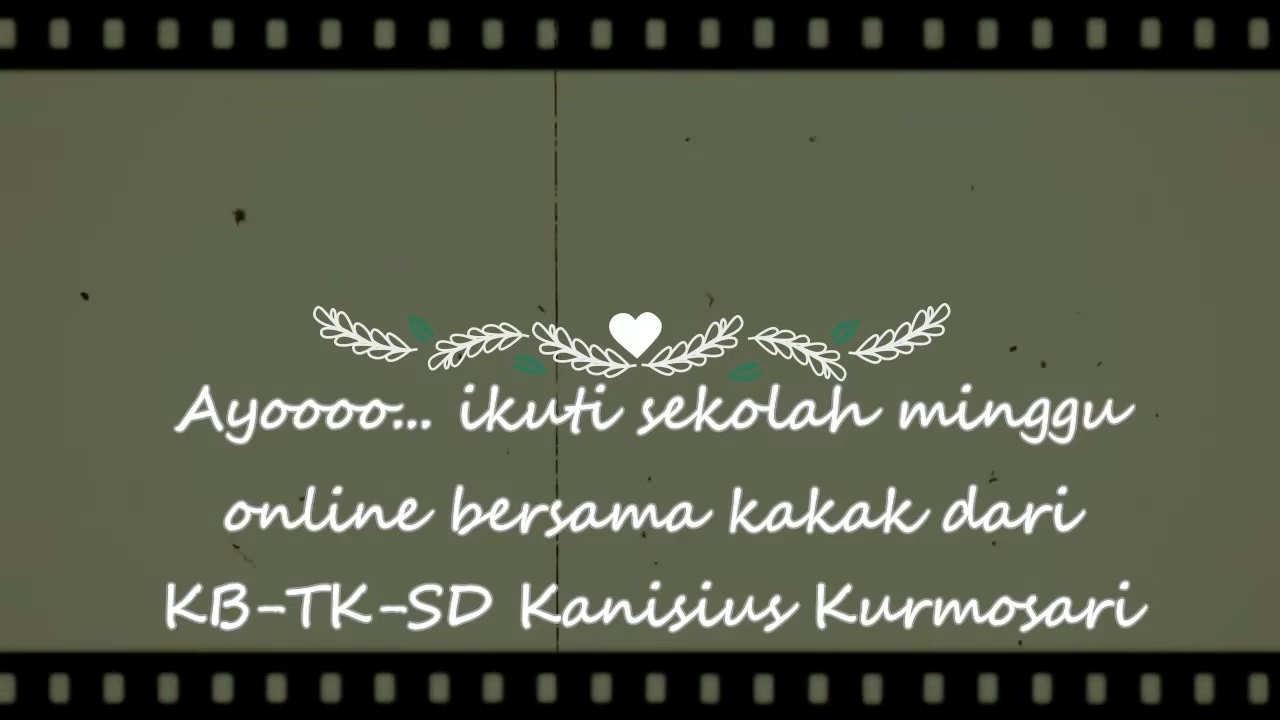 Ayoooo... ikuti sekolah minggu
online bersama kakak dari
KB-TK-SD Kanisius Kurmosari